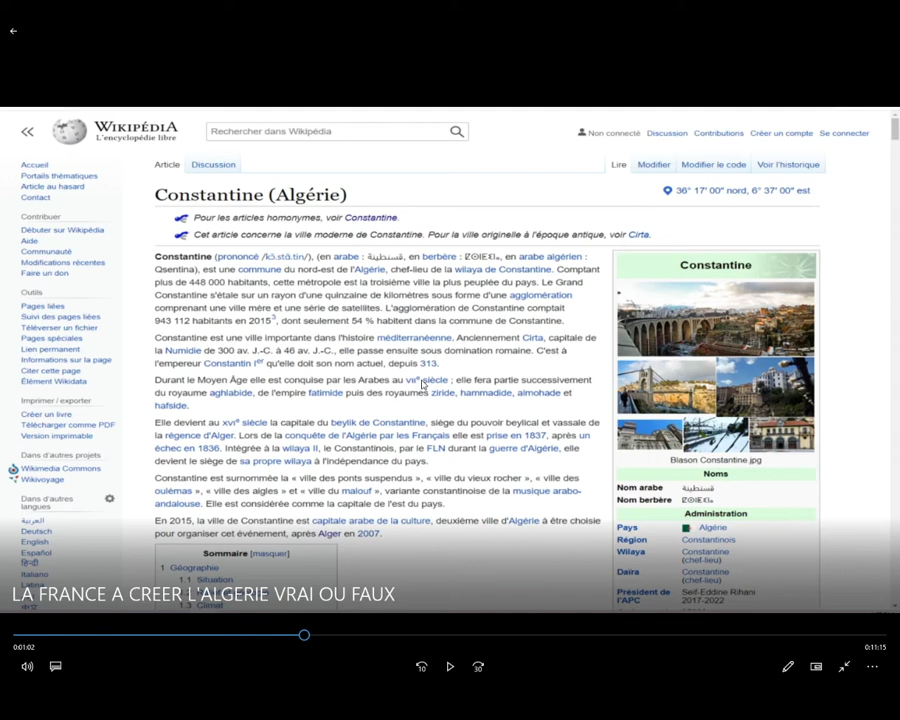 WIKIPÉDIA
L'encyclopédie libre
Rechercher dans Wikipédia
Non connecté Discussion Contributions Créer un compte Se connecter
Article Discussion
Lire Modifier Modifier le code Voir l'historique
Accueil
Portails thématiques
Article au hasard
Contact
Contribuer
Débuter sur Wikipédia
Aide
Communauté
Modifications récentes
Faire un don
Outils
Pages liées
Suivi des pages liées
Téléverser un fichier
Pages spéciales
Lien permanent
Informations sur la page
Citer cette page
Élément Wikidata
Imprimer / exporter
Créer un livre
Télécharger comme PDF
Version imprimable
Dans d'autres projets
Wikimedia Commons
Wikivoyage
Dans d'autres
langues
العربية
Deutsch
English
Español
हिन्दी
Italiano
Constantine (Algérie)
36° 17′ 00″ nord, 6° 37′ 00″ est
Pour les articles homonymes, voir Constantine.
Cet article concerne la ville moderne de Constantine. Pour la ville originelle à l'époque antique, voir Cirta.
Constantine (prononcé /kɔ̃.stɑ̃.tin/), (en arabe : قسنطينة, en berbère : ⵇⵙⵏⵟⵉⵏⴰ, en arabe algérien :
Qsentina), est une commune du nord-est de l'Algérie, chef-lieu de la wilaya de Constantine. Comptant
plus de 448 000 habitants, cette métropole est la troisième ville la plus peuplée du pays. Le Grand
Constantine s'étale sur un rayon d'une quinzaine de kilomètres sous forme d'une agglomération
comprenant une ville mère et une série de satellites. L'agglomération de Constantine comptait
943 112 habitants en 2015³, dont seulement 54 % habitent dans la commune de Constantine.
Constantine est une ville importante dans l'histoire méditerranéenne. Anciennement Cirta, capitale de
la Numidie de 300 av. J.-C. à 46 av. J.-C., elle passe ensuite sous domination romaine. C'est à
l'empereur Constantin Iᵉʳ qu'elle doit son nom actuel, depuis 313.
Durant le Moyen Âge elle est conquise par les Arabes au VIIᵉ siècle ; elle fera partie successivement
du royaume aghlabide, de l'empire fatimide puis des royaumes ziride, hammadide, almohade et
hafside.
Elle devient au XVIᵉ siècle la capitale du beylik de Constantine, siège du pouvoir beylical et vassale de
la régence d'Alger. Lors de la conquête de l'Algérie par les Français elle est prise en 1837, après un
échec en 1836. Intégrée à la wilaya II, le Constantinois, par le FLN durant la guerre d'Algérie, elle
devient le siège de sa propre wilaya à l'indépendance du pays.
Constantine est surnommée la « ville des ponts suspendus », « ville du vieux rocher », « ville des
oulémas », « ville des aigles » et « ville du malouf », variante constantinoise de la musique arabo-
andalouse. Elle est considérée comme la capitale de l'est du pays.
En 2015, la ville de Constantine est capitale arabe de la culture, deuxième ville d'Algérie à être choisie
pour organiser cet événement, après Alger en 2007.
Sommaire [masquer]
1 Géographie
1.1 Situation
1.3 Climat
Constantine
Blason Constantine.jpg
Noms
Nom arabe قسنطينة
Nom berbère ⵇⵙⵏⵟⵉⵏⴰ
Administration
Pays Algérie
Région Constantinois
Wilaya Constantine
(chef-lieu)
Daïra Constantine
(chef-lieu)
Président de
l'APC Seif-Eddine Rihani
2017-2022
LA FRANCE A CREER L'ALGERIE VRAI OU FAUX
0:01:02
0:11:15
10
30